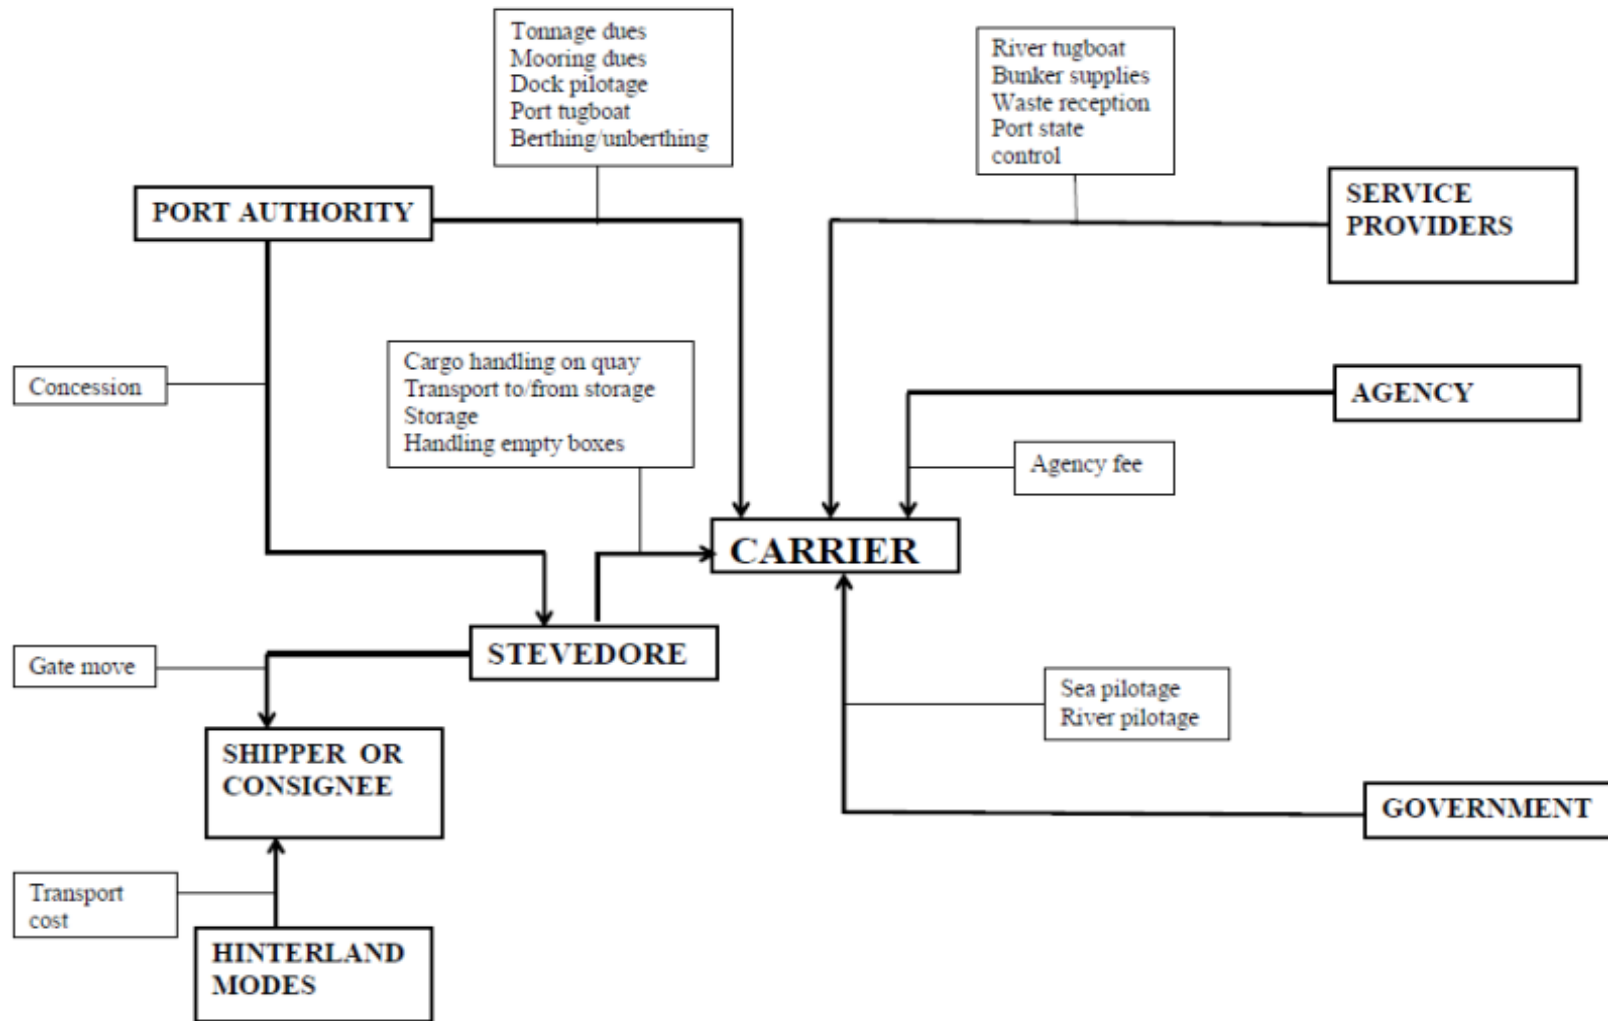 Tonnage dues
Mooring dues
Dock pilotage
Port tugboat
Berthing/unberthing
River tugboat
Bunker supplies
Waste reception
Port state
control
PORT AUTHORITY
SERVICE
PROVIDERS
Concession
Cargo handling on quay
Transport to/from storage
Storage
Handling empty boxes
AGENCY
Agency fee
CARRIER
STEVEDORE
Gate move
Sea pilotage
River pilotage
SHIPPER OR
CONSIGNEE
GOVERNMENT
Transport
cost
HINTERLAND
MODES